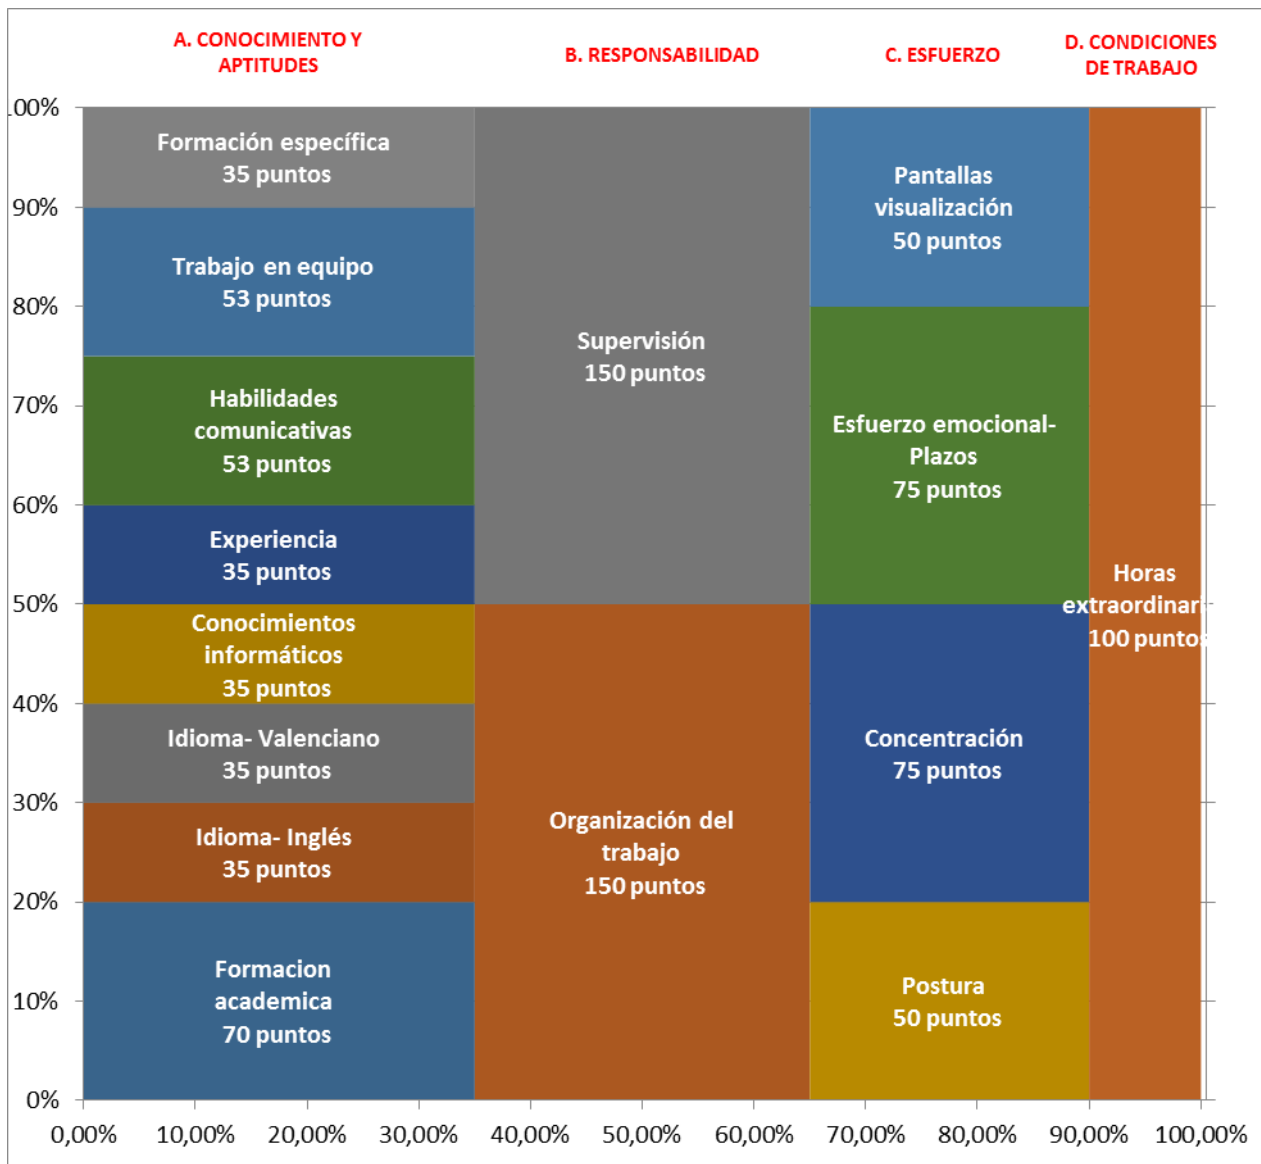 A. CONOCIMIENTO Y
APTITUDES
B. RESPONSABILIDAD
C. ESFUERZO
D. CONDICIONES
DE TRABAJO
00%
90%
80%
70%
60%
50%
40%
30%
20%
10%
0%
Formación específica
35 puntos
Trabajo en equipo
53 puntos
Habilidades
comunicativas
53 puntos
Experiencia
35 puntos
Conocimientos
informáticos
35 puntos
Idioma- Valenciano
35 puntos
Idioma- Inglés
35 puntos
Formacion
academica
70 puntos
Supervisión
150 puntos
Organización del
trabajo
150 puntos
Pantallas
visualización
50 puntos
Esfuerzo emocional-
Plazos
75 puntos
Concentración
75 puntos
Postura
50 puntos
Horas
extraordinari
100 puntos
0,00% 10,00% 20,00% 30,00% 40,00% 50,00% 60,00% 70,00% 80,00% 90,00% 100,00%